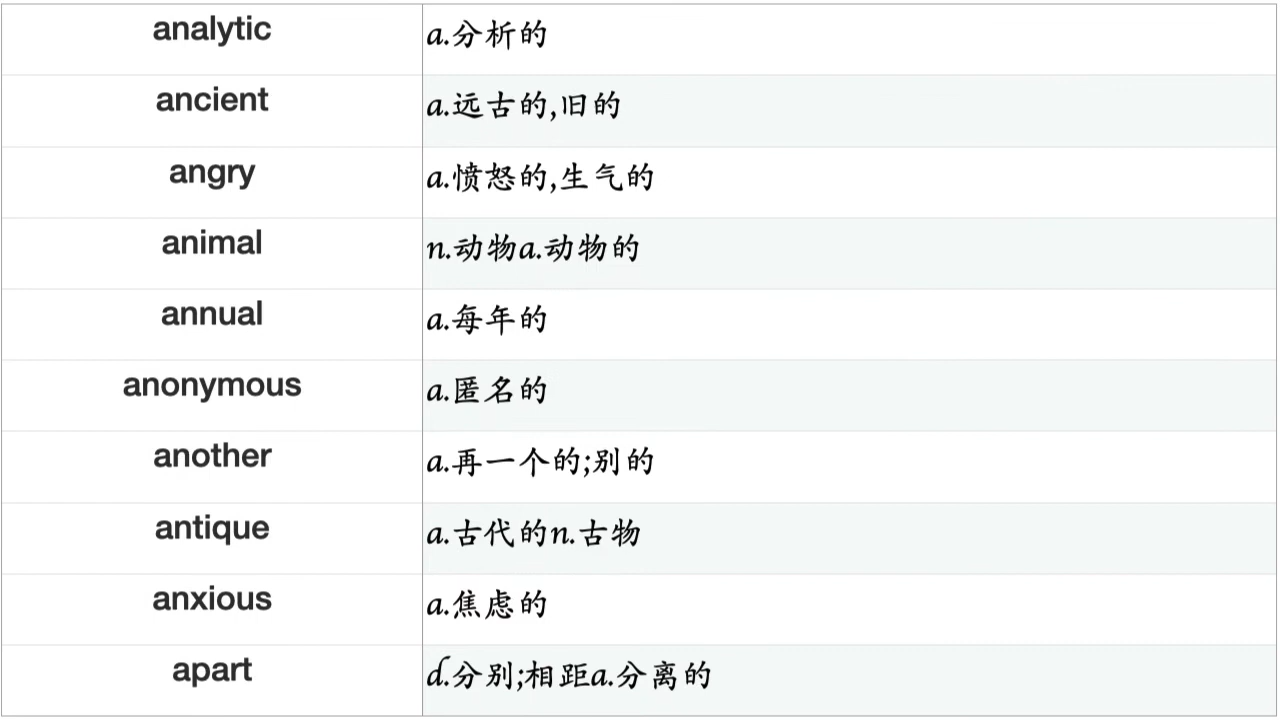 analytic a.分析的
ancient a.远古的,旧的
angry a.愤怒的,生气的
animal n.动物a.动物的
annual a.每年的
anonymous a.匿名的
another a.再一个的;别的
antique a.古代的n.古物
anxious a.焦虑的
apart d.分别;相距a.分离的